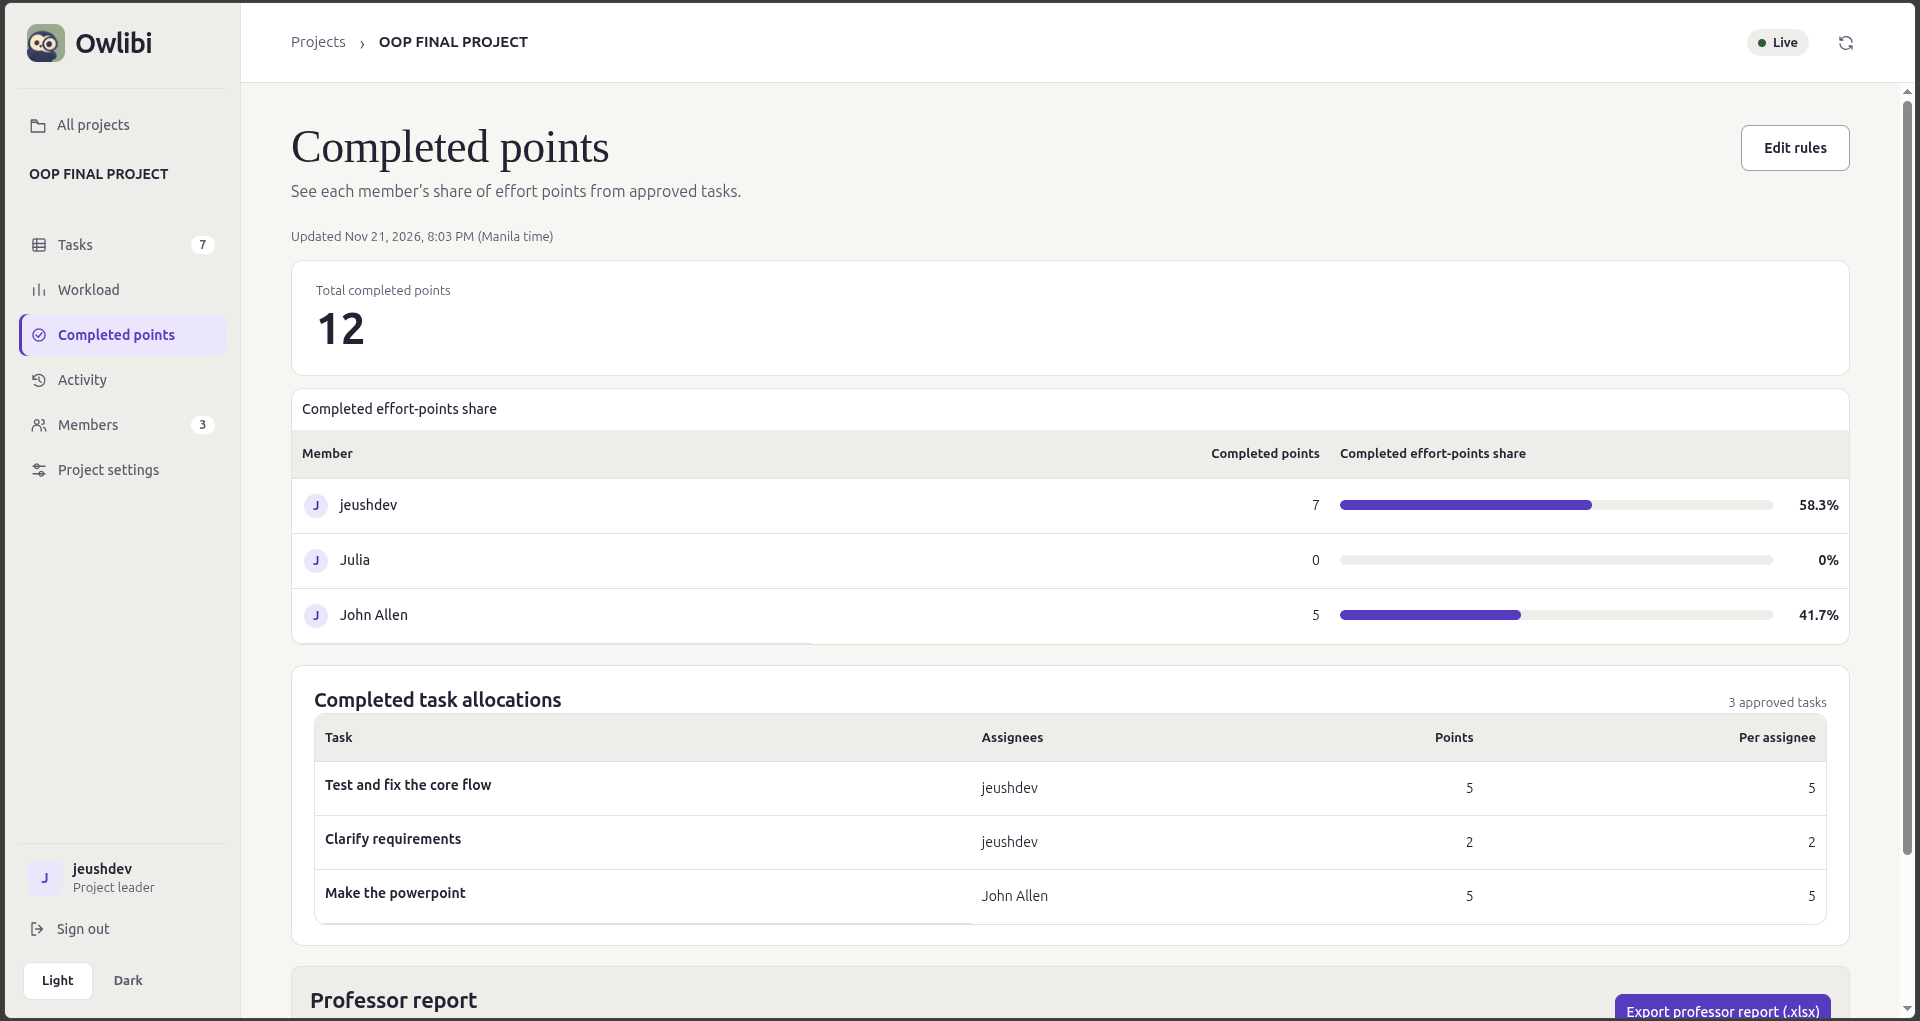 Owlibi
Projects › OOP FINAL PROJECT
Live
All projects
OOP FINAL PROJECT
Tasks 7
Workload
Completed points
Activity
Members 3
Project settings
jeushdev
J
Project leader
Sign out
Light Dark
Completed points
Edit rules
See each member's share of effort points from approved tasks.
Updated Nov 21, 2026, 8:03 PM (Manila time)
Total completed points
12
Completed effort-points share
Member Completed points Completed effort-points share
J jeushdev 7 58.3%
J Julia 0 0%
J John Allen 5 41.7%
Completed task allocations 3 approved tasks
Task Assignees Points Per assignee
Test and fix the core flow jeushdev 5 5
Clarify requirements jeushdev 2 2
Make the powerpoint John Allen 5 5
Professor report
Export professor report (.xlsx)